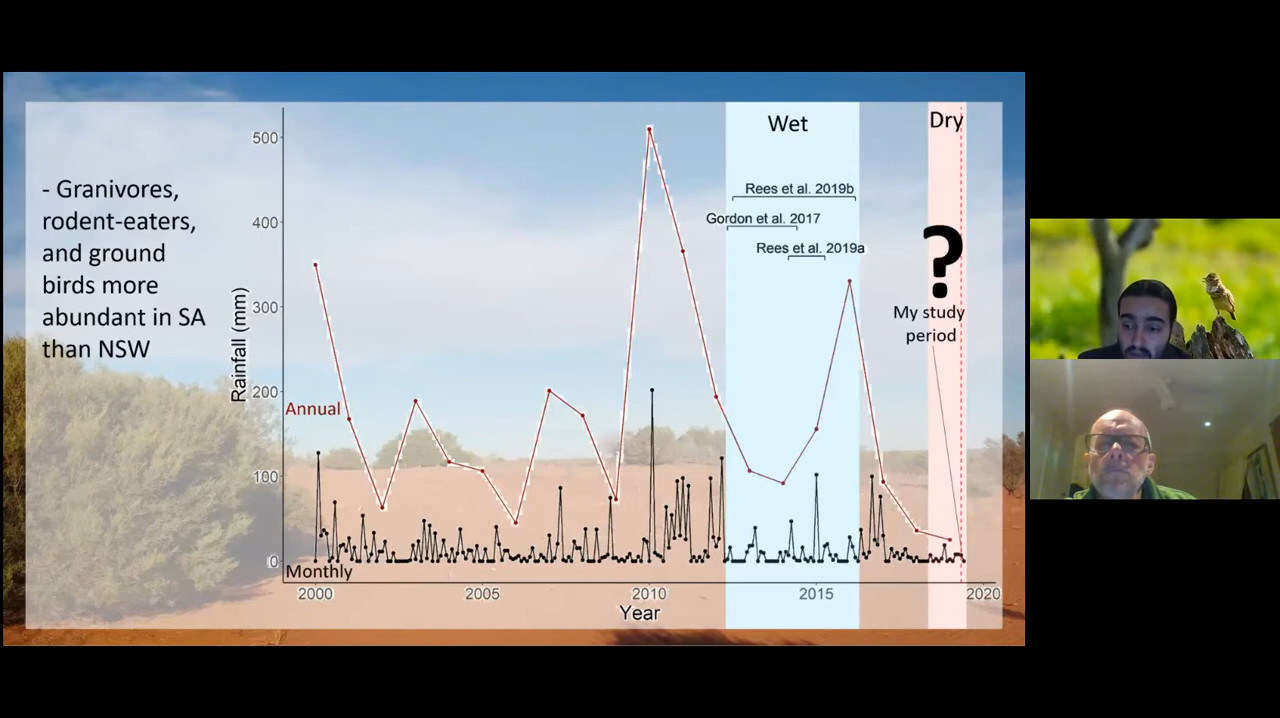 - Granivores,
rodent-eaters,
and ground
birds more
abundant in SA
than NSW
Rainfall (mm)
500
400
300
200
100
0
Annual
Monthly
Wet
Rees et al. 2019b
Gordon et al. 2017
Rees et al. 2019a
Dry
?
My study
period
2000
2005
2010
2015
2020
Year